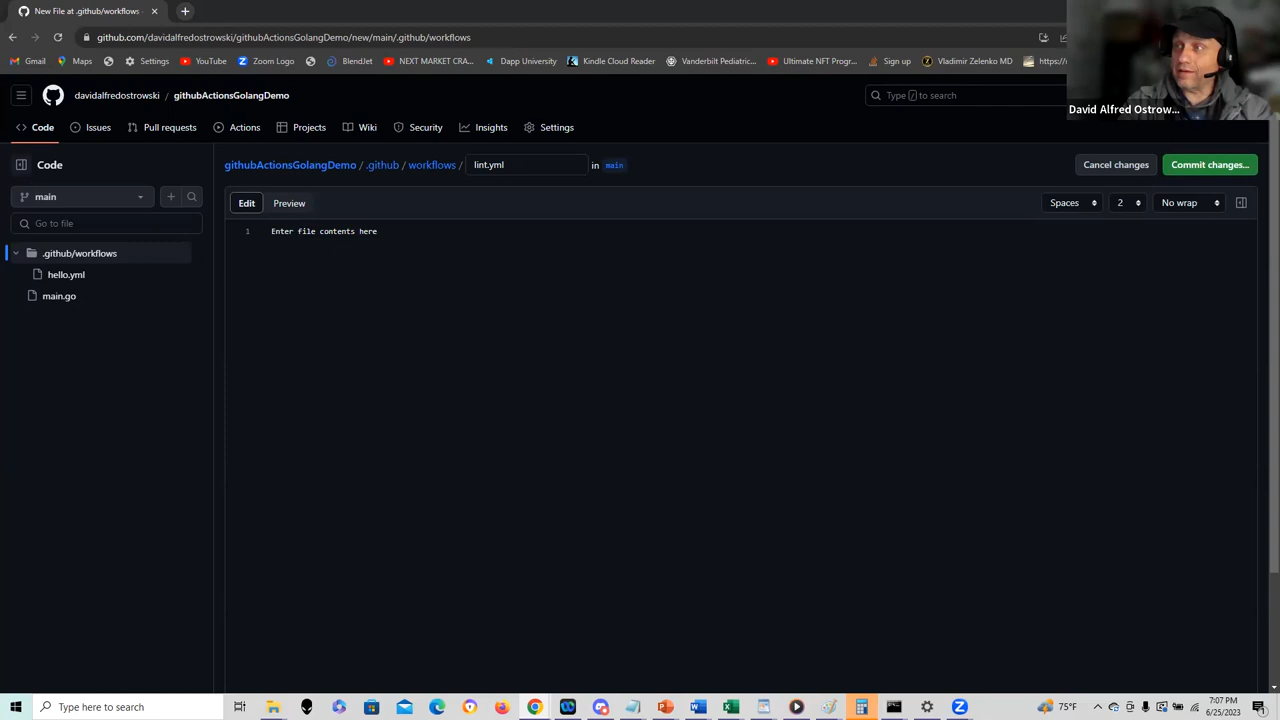 New File at .github/workflows
github.com/davidalfredostrowski/githubActionsGolangDemo/new/main/.github/workflows
Gmail
Maps
Settings
YouTube
Zoom Logo
BlendJet
NEXT MARKET CRA...
Dapp University
Kindle Cloud Reader
Vanderbilt Pediatric...
Ultimate NFT Progr...
Sign up
Vladimir Zelenko MD
https://
David Alfred Ostrow...
davidalfredostrowski / githubActionsGolangDemo
Type / to search
Code
Issues
Pull requests
Actions
Projects
Wiki
Security
Insights
Settings
Code
githubActionsGolangDemo / .github / workflows / lint.yml in main
Cancel changes
Commit changes...
main
Edit
Preview
Spaces
2
No wrap
Go to file
1 Enter file contents here
.github/workflows
hello.yml
main.go
Type here to search
75°F
7:07 PM
6/25/2023